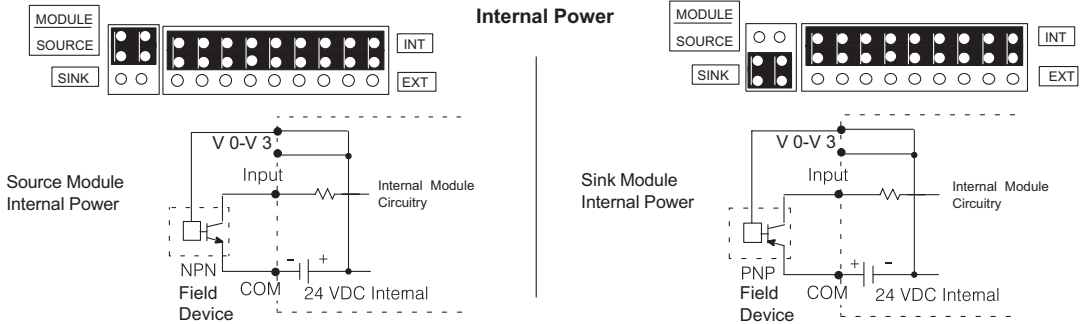 Internal Power
MODULE
SOURCE
SINK
INT
EXT
V 0-V 3
Input
Internal Module
Circuitry
Source Module
Internal Power
NPN
Field
Device
COM
- +
24 VDC Internal
MODULE
SOURCE
SINK
INT
EXT
V 0-V 3
Input
Internal Module
Circuitry
Sink Module
Internal Power
PNP
Field
Device
COM
+ -
24 VDC Internal